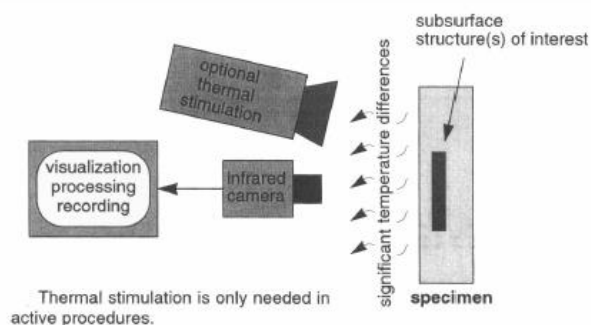 subsurface
structure(s) of interest
optional
thermal
stimulation
significant temperature differences
visualization
processing
recording
Infrared
camera
Thermal stimulation is only needed in
active procedures.
specimen